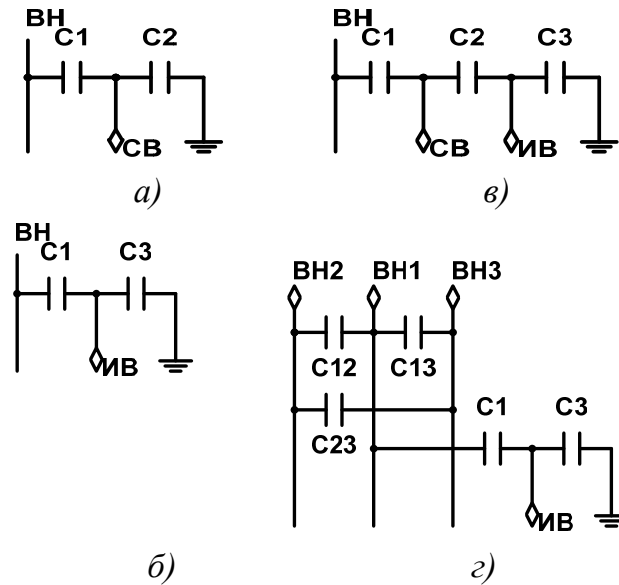 ВН
С1 С2
СВ
а)
ВН
С1 С2 С3
СВ ИВ
в)
ВН
С1 С3
ИВ
б)
ВН2 ВН1 ВН3
С12 С13
С23
С1 С3
ИВ
г)